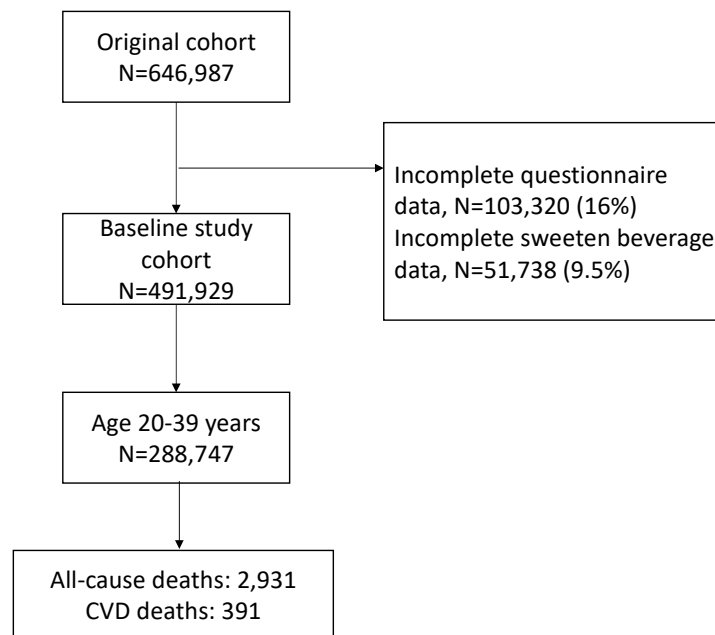 Original cohort
N=646,987
Incomplete questionnaire
data, N=103,320 (16%)
Incomplete sweeten beverage
data, N=51,738 (9.5%)
Baseline study
cohort
N=491,929
Age 20-39 years
N=288,747
All-cause deaths: 2,931
CVD deaths: 391